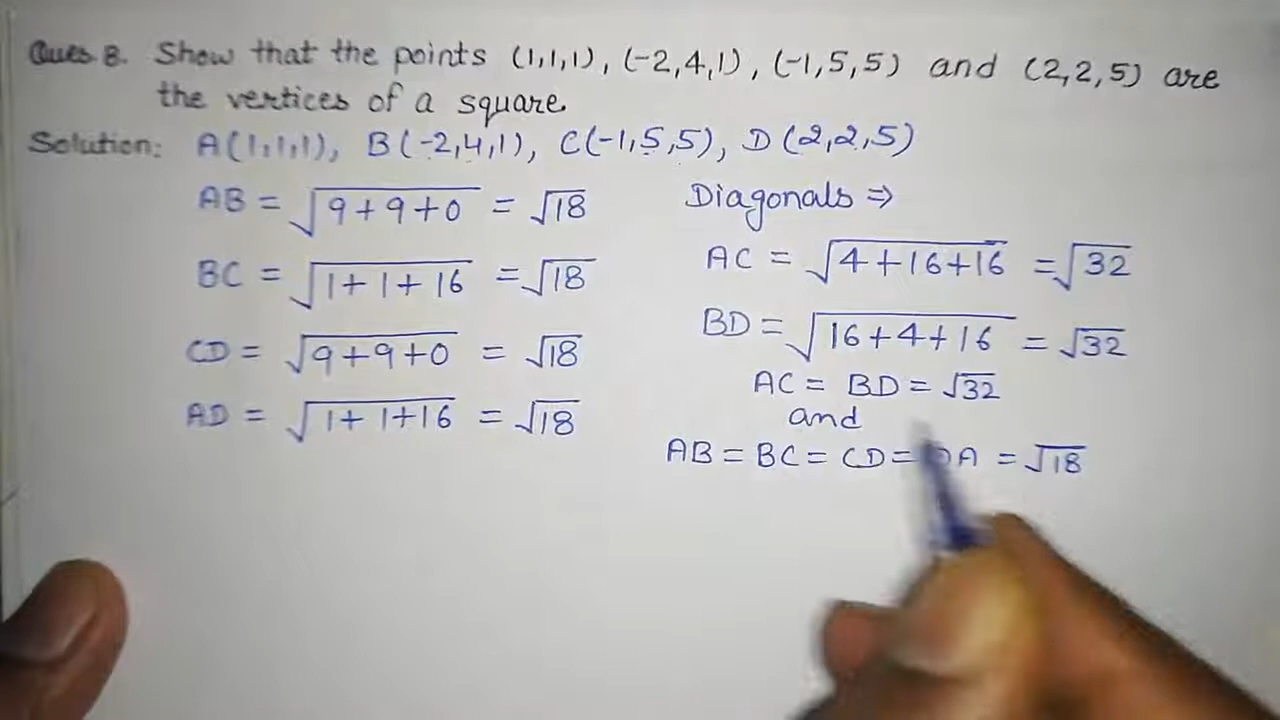 Ques 8. Show that the points (1,1,1), (-2,4,1), (-1,5,5) and (2,2,5) are
the vertices of a square.
Solution: A(1,1,1), B(-2,4,1), C(-1,5,5), D(2,2,5)
AB = √9+9+0 = √18
BC = √1+1+16 = √18
CD = √9+9+0 = √18
AD = √1+1+16 = √18
Diagonals ⇒
AC = √4+16+16 = √32
BD = √16+4+16 = √32
AC = BD = √32
and
AB = BC = CD = DA = √18